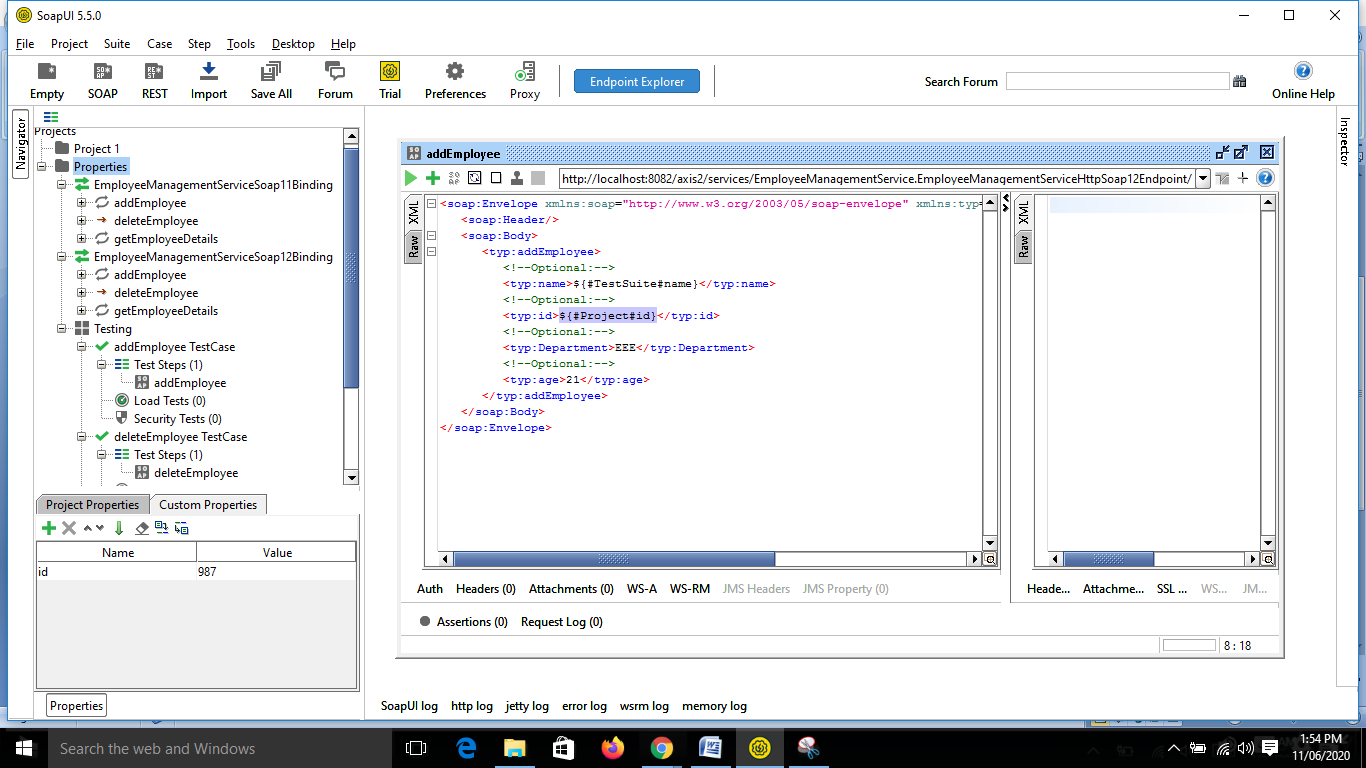 SoapUI 5.5.0
File Project Suite Case Step Tools Desktop Help
Empty SOAP REST Import Save All Forum Trial Preferences Proxy Endpoint Explorer Search Forum Online Help
Navigator
Projects
Project 1
Properties
EmployeeManagementServiceSoap11Binding
addEmployee
deleteEmployee
getEmployeeDetails
EmployeeManagementServiceSoap12Binding
addEmployee
deleteEmployee
getEmployeeDetails
Testing
addEmployee TestCase
Test Steps (1)
addEmployee
Load Tests (0)
Security Tests (0)
deleteEmployee TestCase
Test Steps (1)
deleteEmployee
Project Properties Custom Properties
Name Value
id 987
Properties
addEmployee
http://localhost:8082/axis2/services/EmployeeManagementService.EmployeeManagementServiceHttpSoap12Endpoint/
XML
Raw
<soap:Envelope xmlns:soap="http://www.w3.org/2003/05/soap-envelope" xmlns:typ=
<soap:Header/>
<soap:Body>
<typ:addEmployee>
<!--Optional:-->
<typ:name>${#TestSuite#name}</typ:name>
<!--Optional:-->
<typ:id>${#Project#id}</typ:id>
<!--Optional:-->
<typ:Department>EEE</typ:Department>
<!--Optional:-->
<typ:age>21</typ:age>
</typ:addEmployee>
</soap:Body>
</soap:Envelope>
XML
Raw
Auth Headers (0) Attachments (0) WS-A WS-RM JMS Headers JMS Property (0)
Heade... Attachme... SSL ... WS... JM...
Assertions (0) Request Log (0)
8 : 18
Inspector
SoapUI log http log jetty log error log wsrm log memory log
Search the web and Windows
1:54 PM
11/06/2020